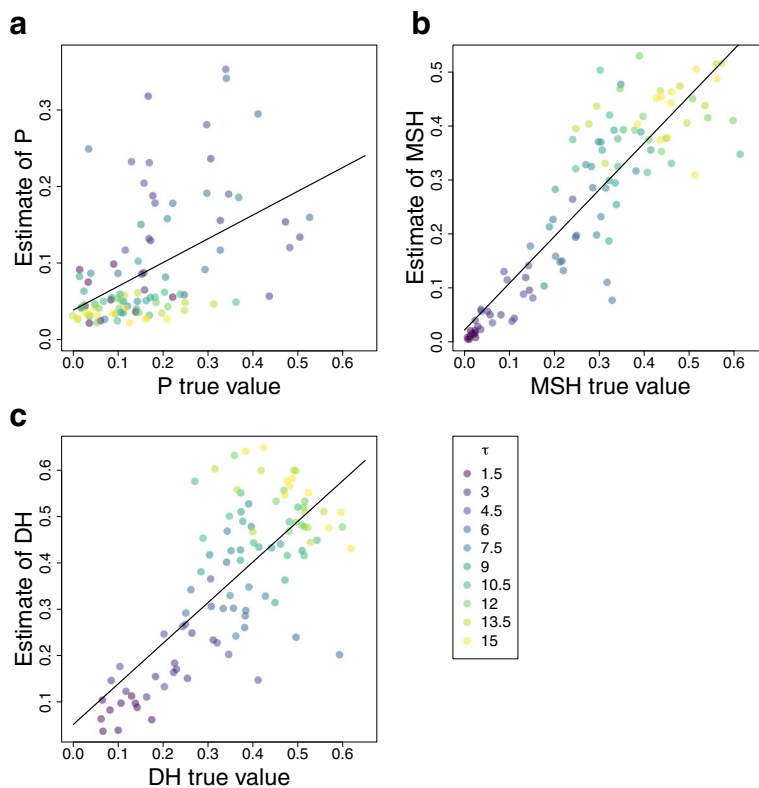 a
Estimate of P
0.0 0.1 0.2 0.3
0.0 0.1 0.2 0.3 0.4 0.5 0.6
P true value
b
Estimate of MSH
0.0 0.1 0.2 0.3 0.4 0.5
0.0 0.1 0.2 0.3 0.4 0.5 0.6
MSH true value
c
Estimate of DH
0.1 0.2 0.3 0.4 0.5 0.6
0.0 0.1 0.2 0.3 0.4 0.5 0.6
DH true value
τ
1.5
3
4.5
6
7.5
9
10.5
12
13.5
15